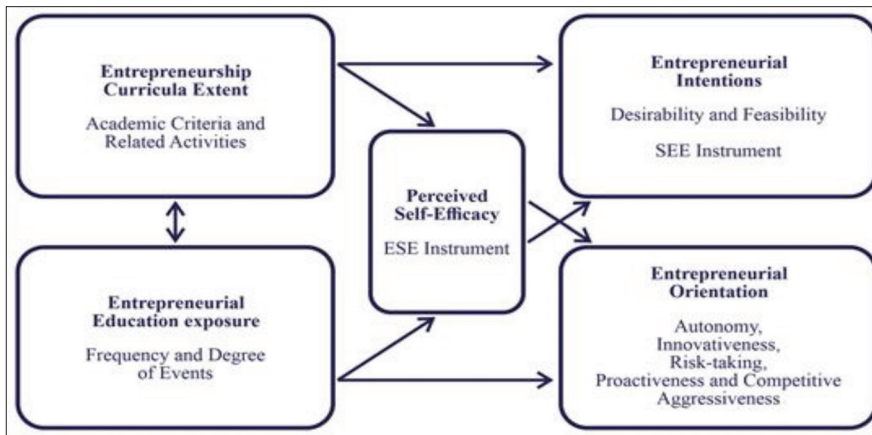 Entrepreneurship
Curricula Extent
Academic Criteria and
Related Activities
Entrepreneurial
Education exposure
Frequency and Degree
of Events
Perceived
Self-Efficacy
ESE Instrument
Entrepreneurial
Intentions
Desirability and Feasibility
SEE Instrument
Entrepreneurial
Orientation
Autonomy,
Innovativeness,
Risk-taking,
Proactiveness and Competitive
Aggressiveness